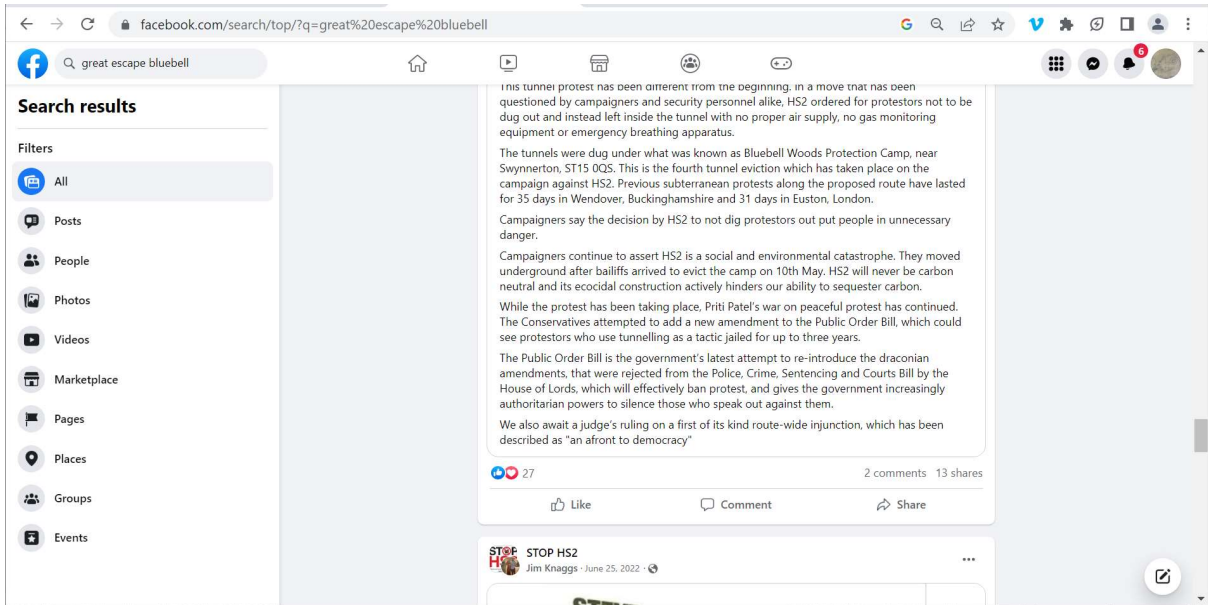 facebook.com/search/top/?q=great%20escape%20bluebell
great escape bluebell
6
Search results
Filters
All
Posts
People
Photos
Videos
Marketplace
Pages
Places
Groups
Events
This tunnel protest has been different from the beginning. In a move that has been
questioned by campaigners and security personnel alike, HS2 ordered for protestors not to be
dug out and instead left inside the tunnel with no proper air supply, no gas monitoring
equipment or emergency breathing apparatus.
The tunnels were dug under what was known as Bluebell Woods Protection Camp, near
Swynnerton, ST15 0QS. This is the fourth tunnel eviction which has taken place on the
campaign against HS2. Previous subterranean protests along the proposed route have lasted
for 35 days in Wendover, Buckinghamshire and 31 days in Euston, London.
Campaigners say the decision by HS2 to not dig protestors out put people in unnecessary
danger.
Campaigners continue to assert HS2 is a social and environmental catastrophe. They moved
underground after bailiffs arrived to evict the camp on 10th May. HS2 will never be carbon
neutral and its ecocidal construction actively hinders our ability to sequester carbon.
While the protest has been taking place, Priti Patel's war on peaceful protest has continued.
The Conservatives attempted to add a new amendment to the Public Order Bill, which could
see protestors who use tunnelling as a tactic jailed for up to three years.
The Public Order Bill is the government's latest attempt to re-introduce the draconian
amendments, that were rejected from the Police, Crime, Sentencing and Courts Bill by the
House of Lords, which will effectively ban protest, and gives the government increasingly
authoritarian powers to silence those who speak out against them.
We also await a judge's ruling on a first of its kind route-wide injunction, which has been
described as "an afront to democracy"
27
2 comments 13 shares
Like
Comment
Share
STOP HS2
Jim Knaggs · June 25, 2022 ·